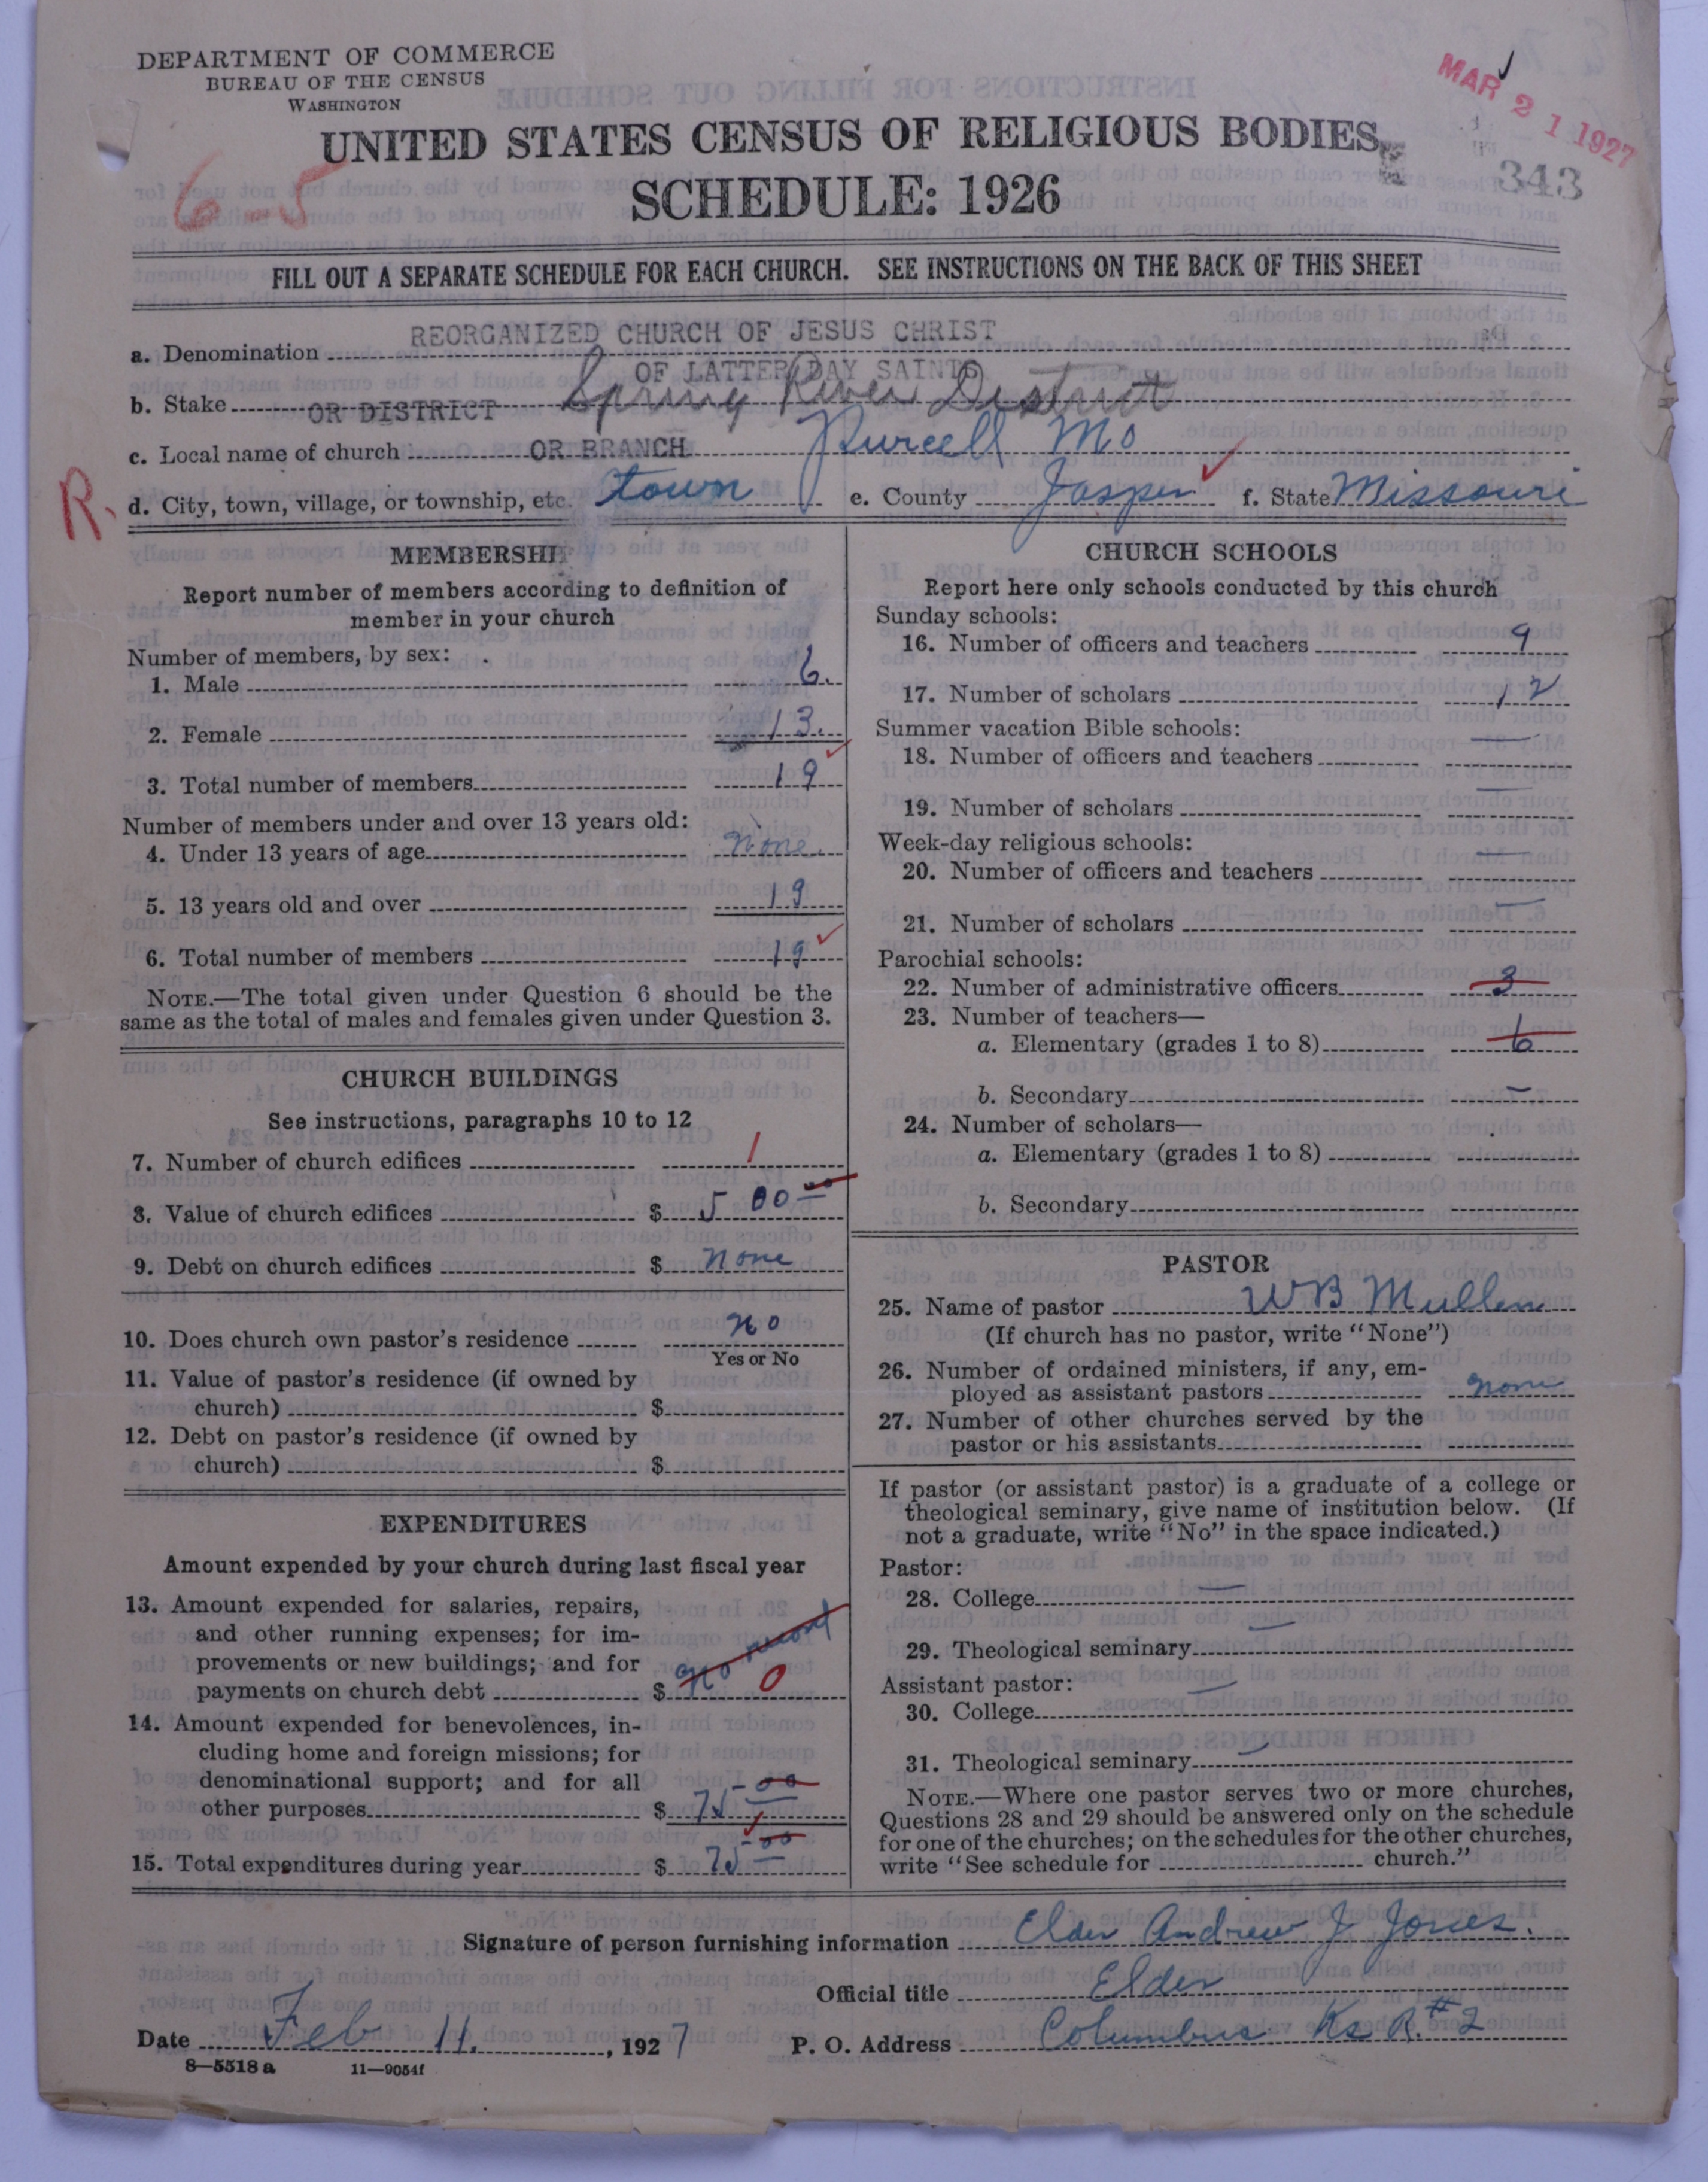 DEPARTMENT OF COMMERCE
BUREAU OF THE CENSUS
WASHINGTON
MAR 21 1927
UNITED STATES CENSUS OF RELIGIOUS BODIES
343
6-5
SCHEDULE: 1926
FILL OUT A SEPARATE SCHEDULE FOR EACH CHURCH. SEE INSTRUCTIONS ON THE BACK OF THIS SHEET
a. Denomination REORGANIZED CHURCH OF JESUS CHRIST
OF LATTER DAY SAINTS
b. Stake OR DISTRICT Spring River District
c. Local name of church OR BRANCH Purcell Mo
R. d. City, town, village, or township, etc. town e. County Jasper f. State Missouri
MEMBERSHIP
Report number of members according to definition of
member in your church
Number of members, by sex:
1. Male 6.
2. Female 13.
3. Total number of members 19
Number of members under and over 13 years old:
4. Under 13 years of age none.
5. 13 years old and over 19
6. Total number of members 19
NOTE.—The total given under Question 6 should be the
same as the total of males and females given under Question 3.
CHURCH BUILDINGS
See instructions, paragraphs 10 to 12
7. Number of church edifices 1
8. Value of church edifices $ 500 00
9. Debt on church edifices $ none
10. Does church own pastor's residence no
Yes or No
11. Value of pastor's residence (if owned by
church) $
12. Debt on pastor's residence (if owned by
church) $
EXPENDITURES
Amount expended by your church during last fiscal year
13. Amount expended for salaries, repairs,
and other running expenses; for im-
provements or new buildings; and for
payments on church debt $ no 0
14. Amount expended for benevolences, in-
cluding home and foreign missions; for
denominational support; and for all
other purposes $ 75-00
15. Total expenditures during year $ 75-00
CHURCH SCHOOLS
Report here only schools conducted by this church
Sunday schools:
16. Number of officers and teachers 9
17. Number of scholars 12
Summer vacation Bible schools:
18. Number of officers and teachers —
19. Number of scholars —
Week-day religious schools:
20. Number of officers and teachers —
21. Number of scholars —
Parochial schools:
22. Number of administrative officers 3
23. Number of teachers—
a. Elementary (grades 1 to 8) 6
b. Secondary —
24. Number of scholars—
a. Elementary (grades 1 to 8)
b. Secondary
PASTOR
25. Name of pastor W B Mullen
(If church has no pastor, write "None")
26. Number of ordained ministers, if any, em-
ployed as assistant pastors none
27. Number of other churches served by the
pastor or his assistants
If pastor (or assistant pastor) is a graduate of a college or
theological seminary, give name of institution below. (If
not a graduate, write "No" in the space indicated.)
Pastor:
28. College —
29. Theological seminary —
Assistant pastor:
30. College —
31. Theological seminary —
NOTE.—Where one pastor serves two or more churches,
Questions 28 and 29 should be answered only on the schedule
for one of the churches; on the schedules for the other churches,
write "See schedule for church."
Signature of person furnishing information Elder Andrew J Jones.
Official title Elder
Date Feb 11., 1927 P. O. Address Columbus Ks R. #2
8—5518 a 11—9054f